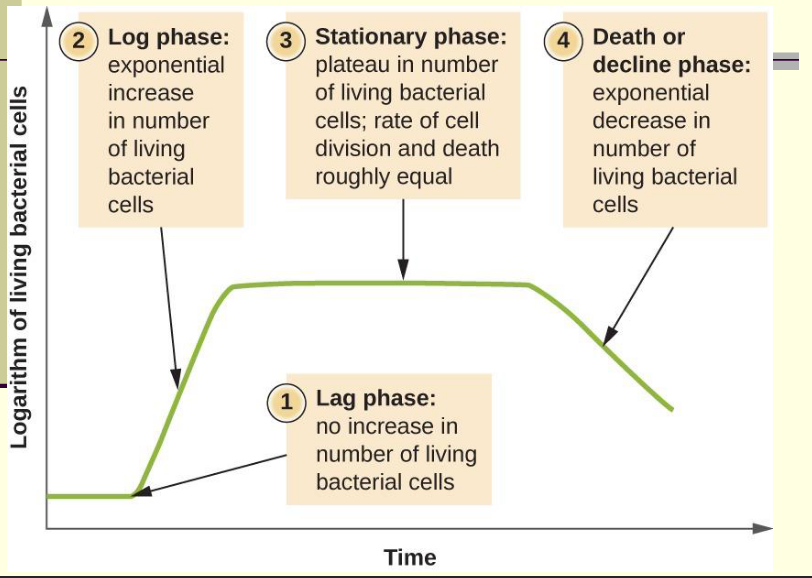 2
Log phase:
exponential
increase
in number
of living
bacterial
cells
3
Stationary phase:
plateau in number
of living bacterial
cells; rate of cell
division and death
roughly equal
4
Death or
decline phase:
exponential
decrease in
number of
living bacterial
cells
Logarithm of living bacterial cells
1
Lag phase:
no increase in
number of living
bacterial cells
Time